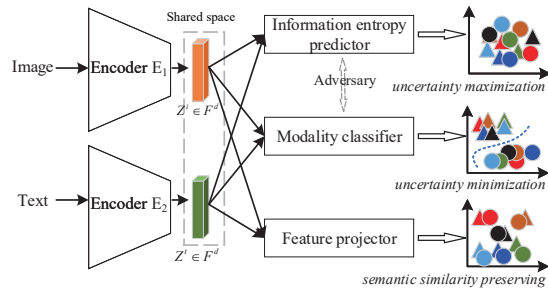 Shared space
Image
Encoder E₁
Zⁱ ∈ Fᵈ
Text
Encoder E₂
Zᵗ ∈ Fᵈ
Information entropy
predictor
Adversary
Modality classifier
Feature projector
uncertainty maximization
uncertainty minimization
semantic similarity preserving